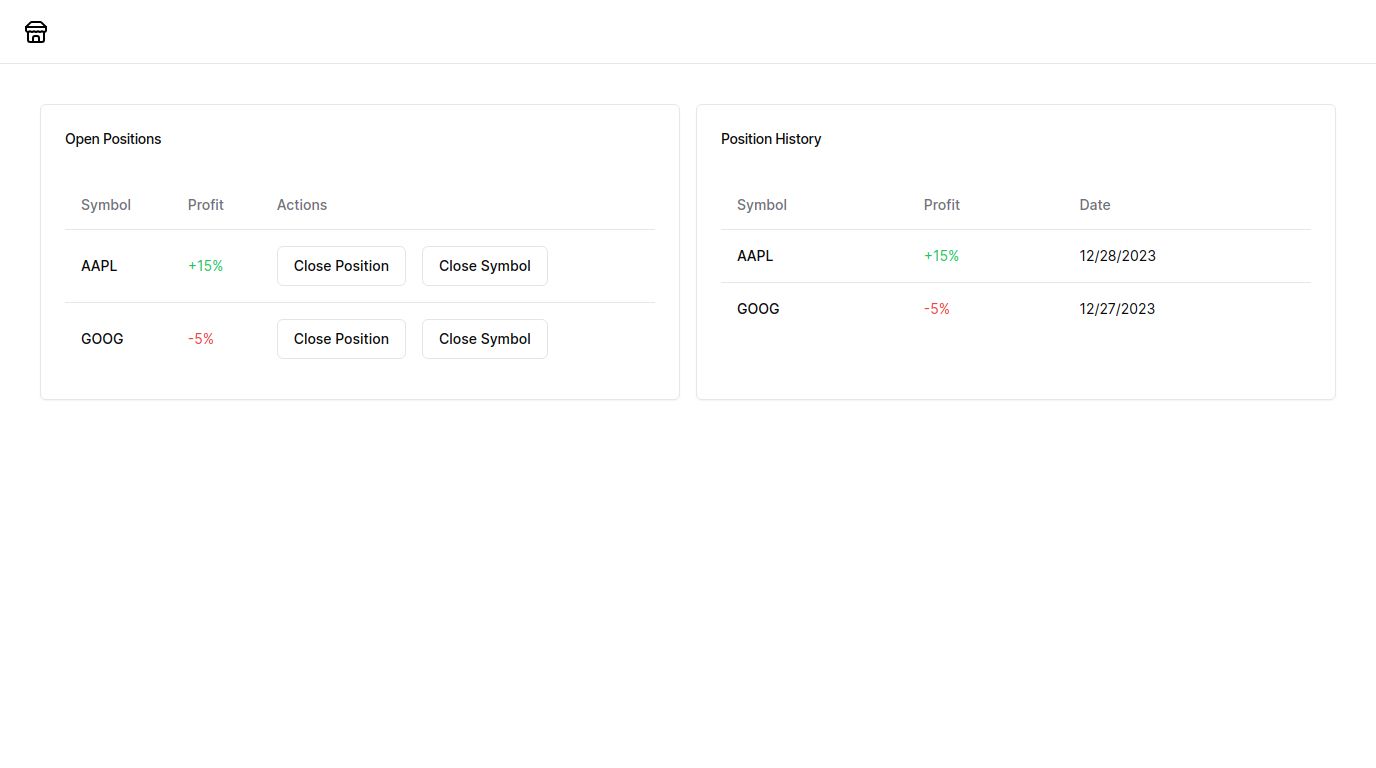 Open Positions
Symbol Profit Actions
AAPL +15% Close Position Close Symbol
GOOG -5% Close Position Close Symbol
Position History
Symbol Profit Date
AAPL +15% 12/28/2023
GOOG -5% 12/27/2023